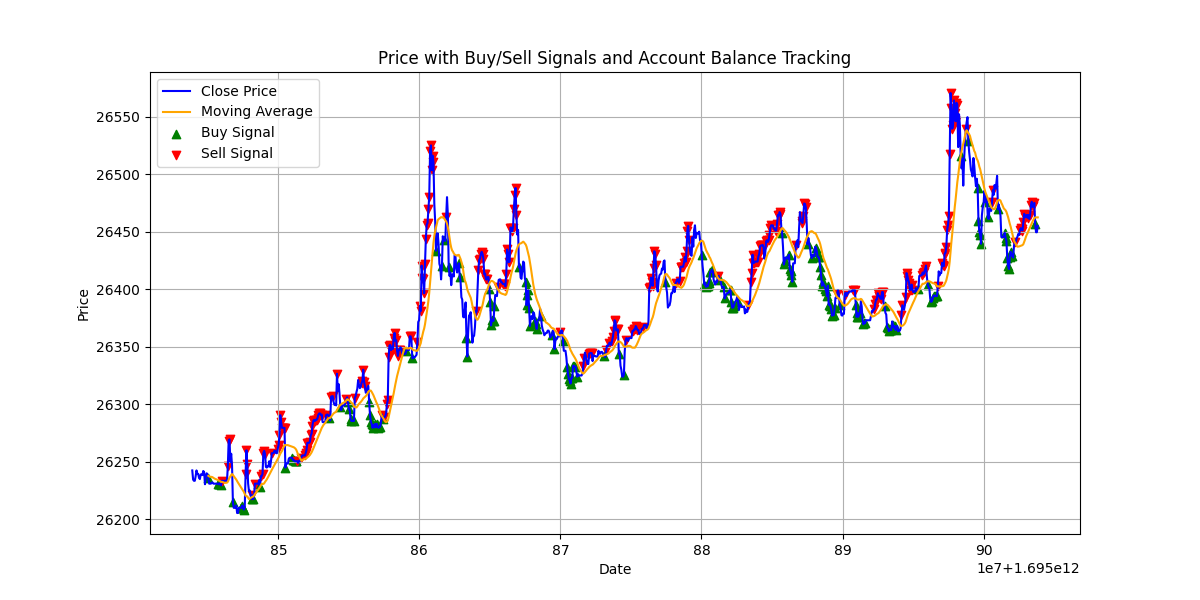 Price with Buy/Sell Signals and Account Balance Tracking
Close Price
Moving Average
Buy Signal
Sell Signal
Price
26550
26500
26450
26400
26350
26300
26250
26200
85 86 87 88 89 90
1e7+1.695e12
Date